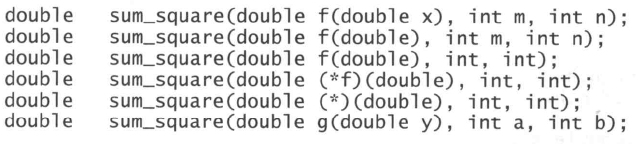 double sum_square(double f(double x), int m, int n);
double sum_square(double f(double), int m, int n);
double sum_square(double f(double), int, int);
double sum_square(double (*f)(double), int, int);
double sum_square(double (*)(double), int, int);
double sum_square(double g(double y), int a, int b);